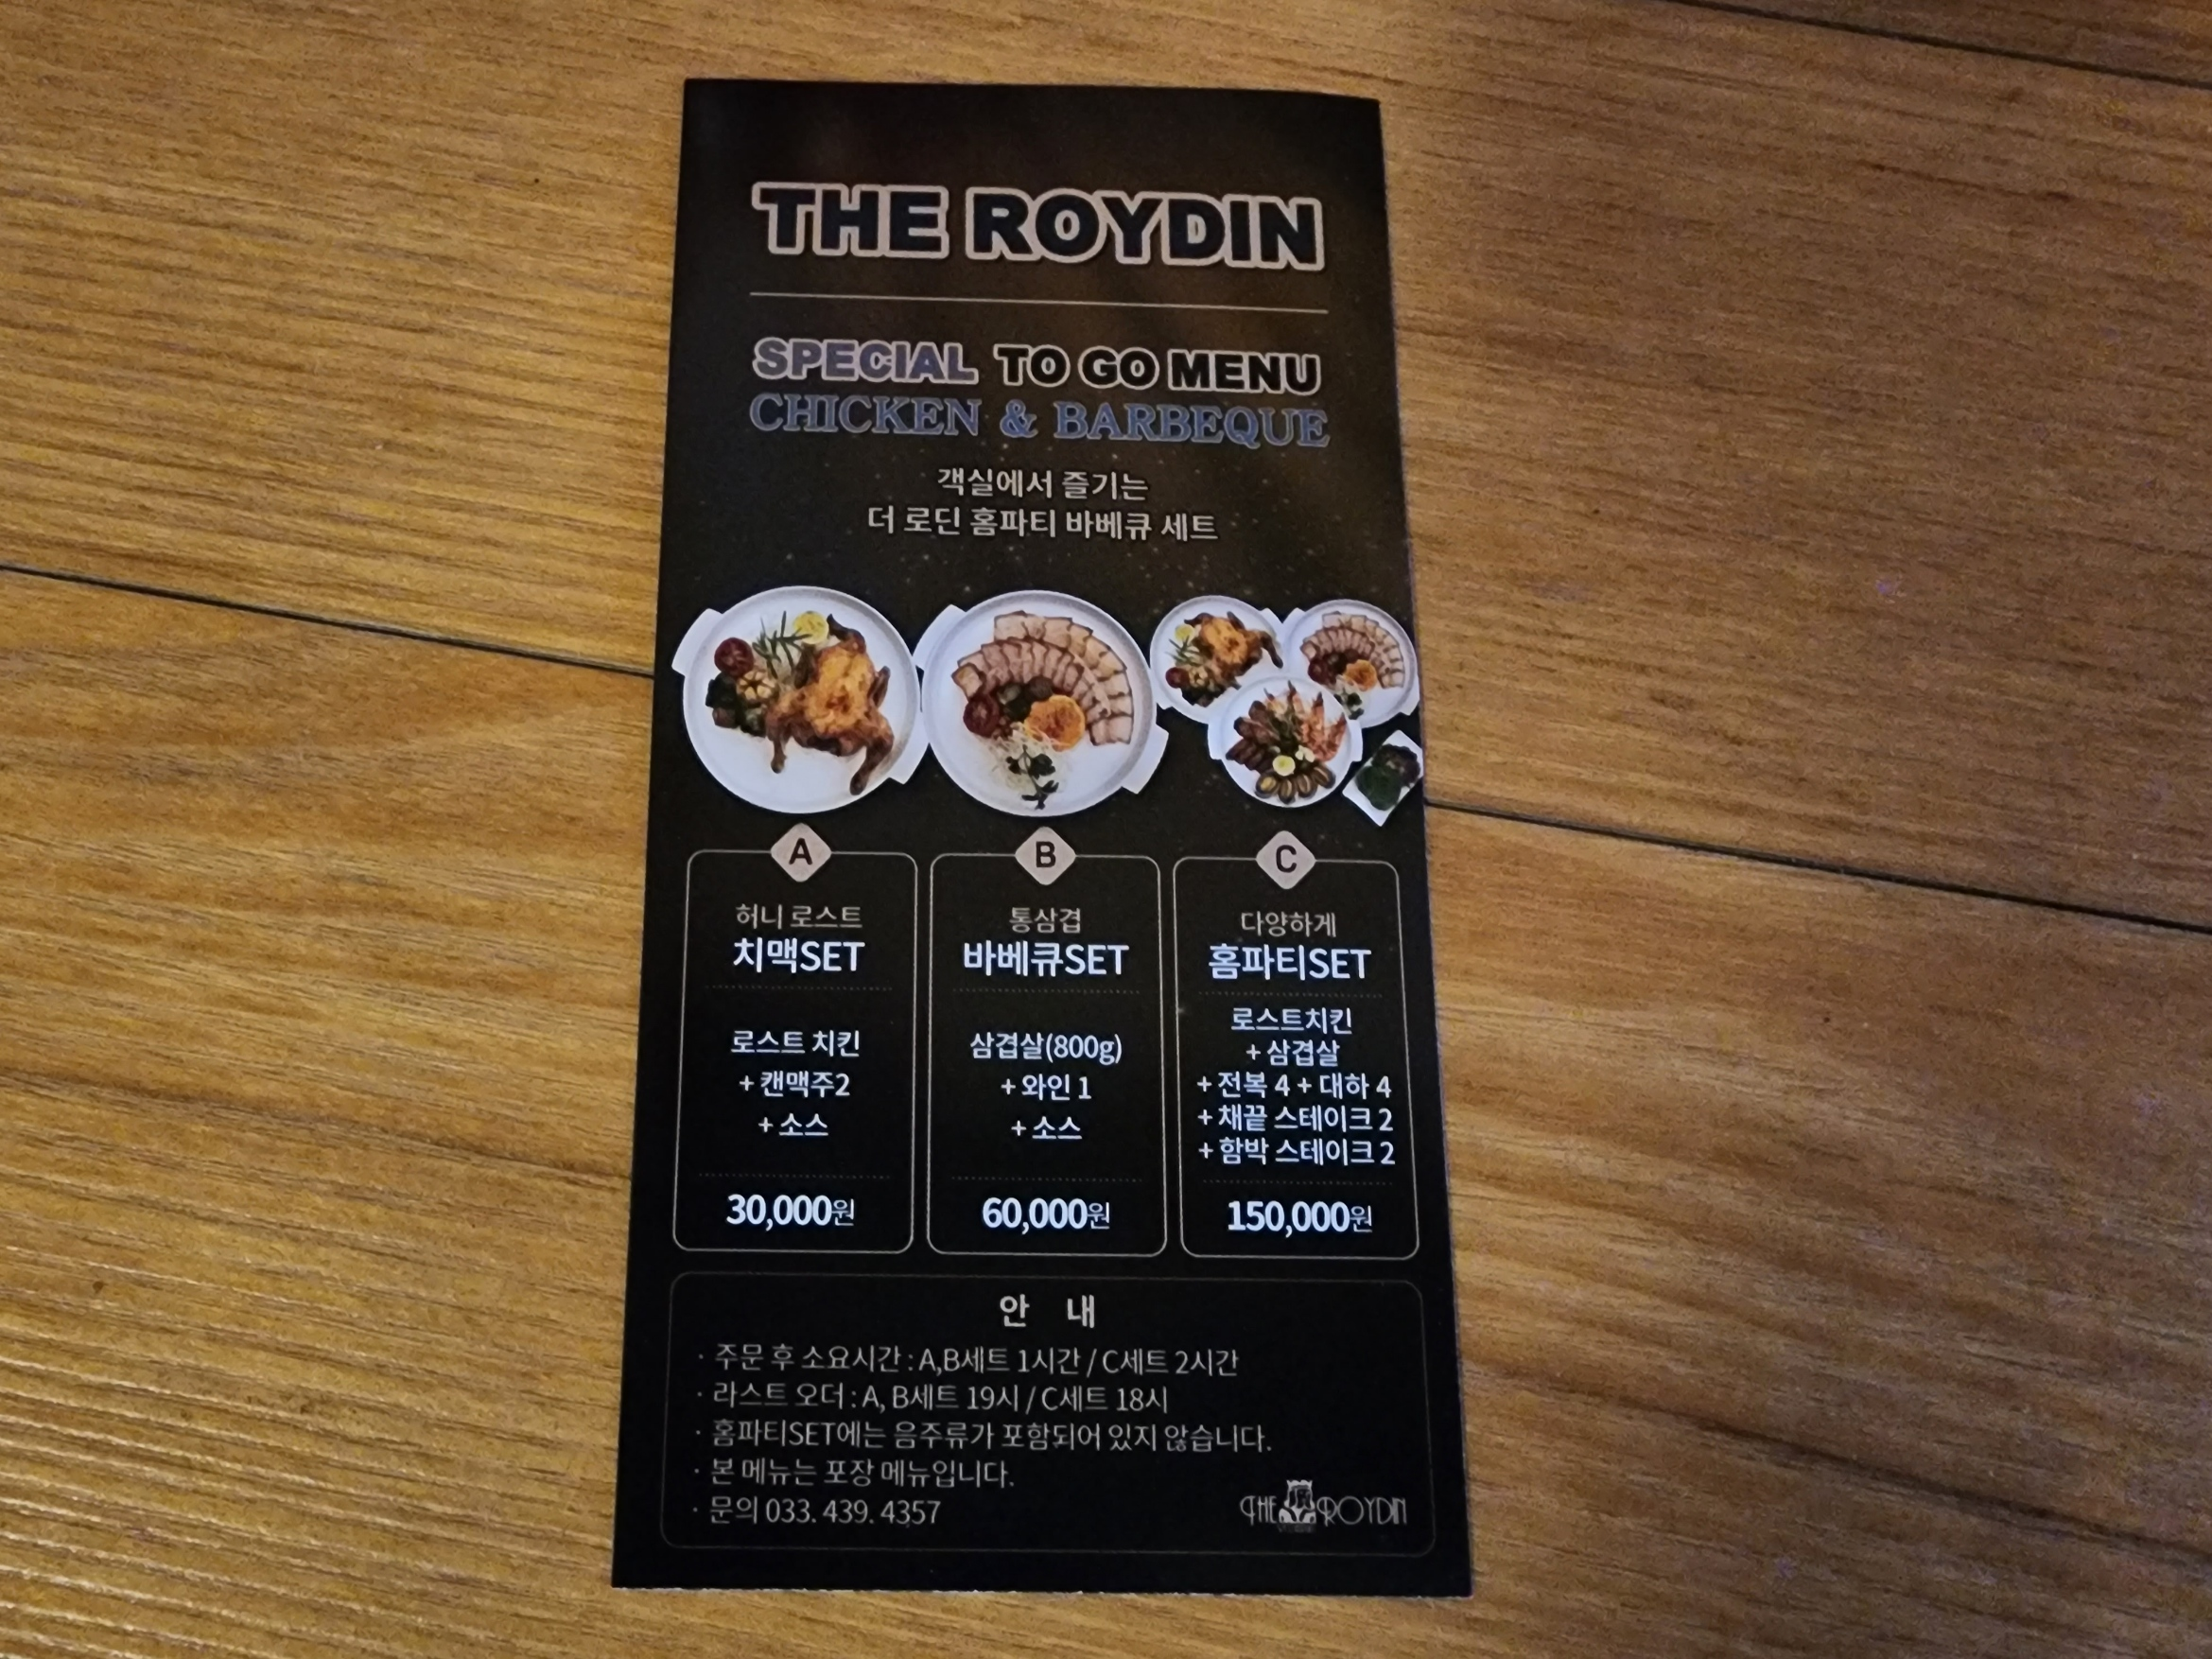 THE ROYDIN
SPECIAL TO GO MENU
CHICKEN & BARBEQUE
객실에서 즐기는
더 로딘 홈파티 바베큐 세트
A
허니 로스트
치맥SET
로스트 치킨
+ 캔맥주2
+ 소스
30,000원
B
통삼겹
바베큐SET
삼겹살(800g)
+ 와인 1
+ 소스
60,000원
C
다양하게
홈파티SET
로스트치킨
+ 삼겹살
+ 전복 4 + 대하 4
+ 채끝 스테이크 2
+ 함박 스테이크 2
150,000원
안 내
· 주문 후 소요시간 : A,B세트 1시간 / C세트 2시간
· 라스트 오더 : A, B세트 19시 / C세트 18시
· 홈파티SET에는 음주류가 포함되어 있지 않습니다.
· 본 메뉴는 포장 메뉴입니다.
· 문의 033. 439. 4357
THE ROYDIN